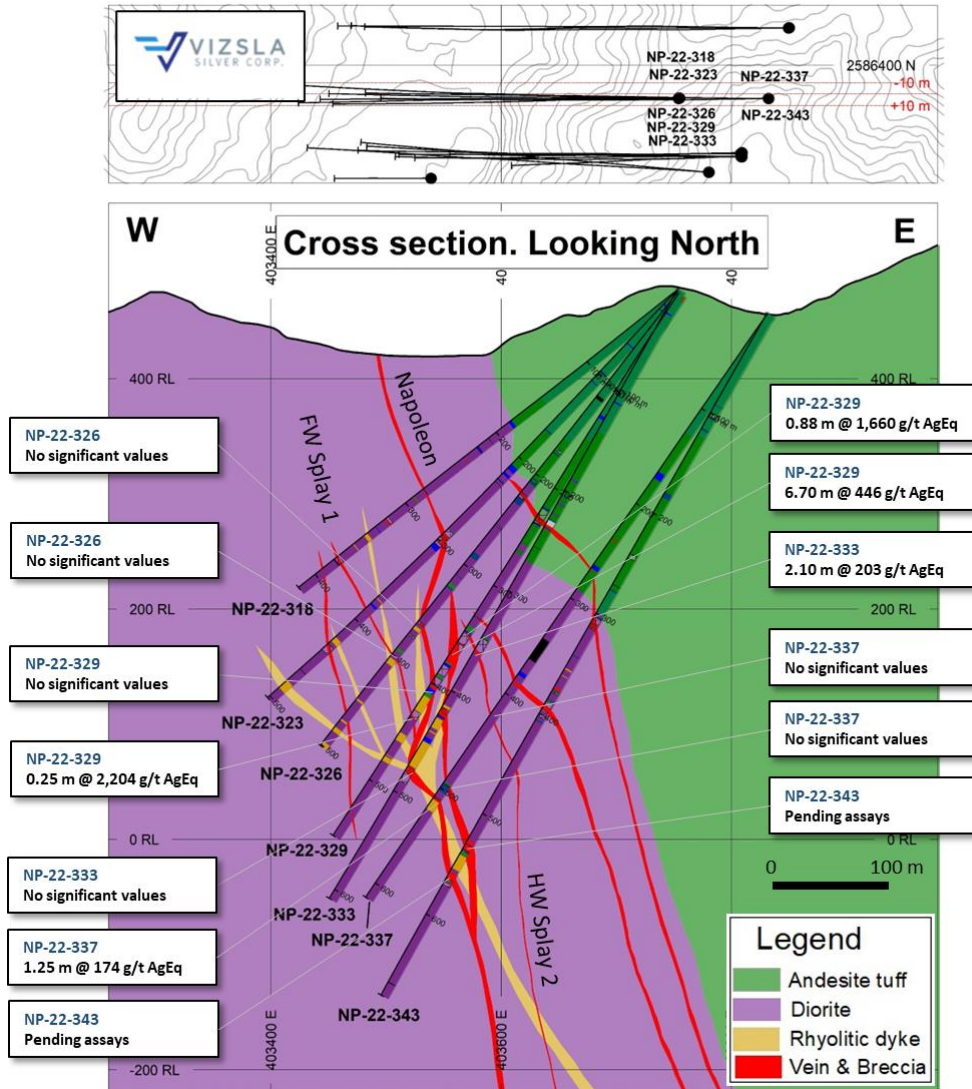 VIZSLA
SILVER CORP.
NP-22-318
NP-22-323
NP-22-337
2586400 N
-10 m
+10 m
NP-22-326
NP-22-329
NP-22-333
NP-22-343
W
E
403400 E
40
40
Cross section. Looking North
400 RL
200 RL
0 RL
-200 RL
FW Splay 1
Napoleon
HW Splay 2
NP-22-326
No significant values
NP-22-326
No significant values
NP-22-329
No significant values
NP-22-329
0.25 m @ 2,204 g/t AgEq
NP-22-333
No significant values
NP-22-337
1.25 m @ 174 g/t AgEq
NP-22-343
Pending assays
NP-22-329
0.88 m @ 1,660 g/t AgEq
NP-22-329
6.70 m @ 446 g/t AgEq
NP-22-333
2.10 m @ 203 g/t AgEq
NP-22-337
No significant values
NP-22-337
No significant values
NP-22-343
Pending assays
NP-22-318
NP-22-323
NP-22-326
NP-22-329
NP-22-333
NP-22-337
NP-22-343
0
100 m
403400 E
403600 E
Legend
Andesite tuff
Diorite
Rhyolitic dyke
Vein & Breccia